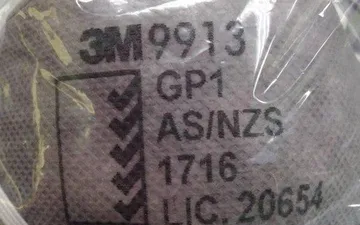 3M 9913
GP1
AS/NZS
1716
LIC. 20654